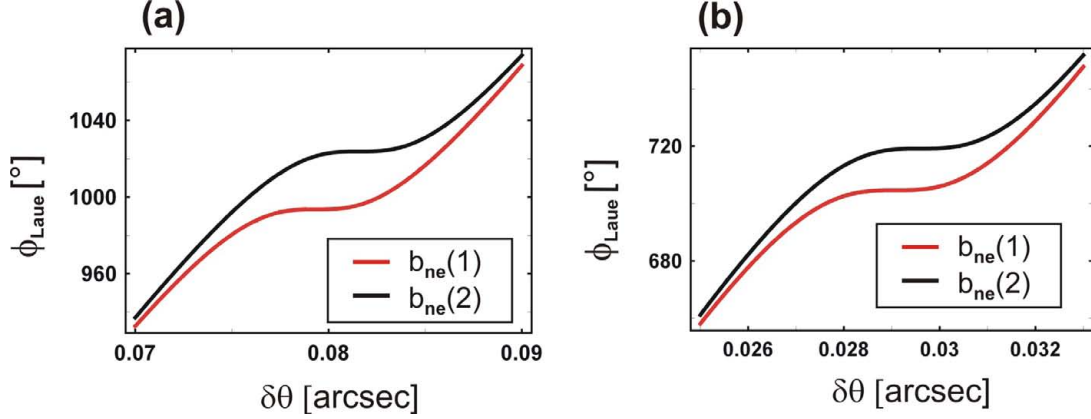 (a)
ϕLaue [°]
1040
1000
960
bne(1)
bne(2)
0.07
0.08
0.09
δθ [arcsec]
(b)
ϕLaue [°]
720
680
bne(1)
bne(2)
0.026
0.028
0.03
0.032
δθ [arcsec]